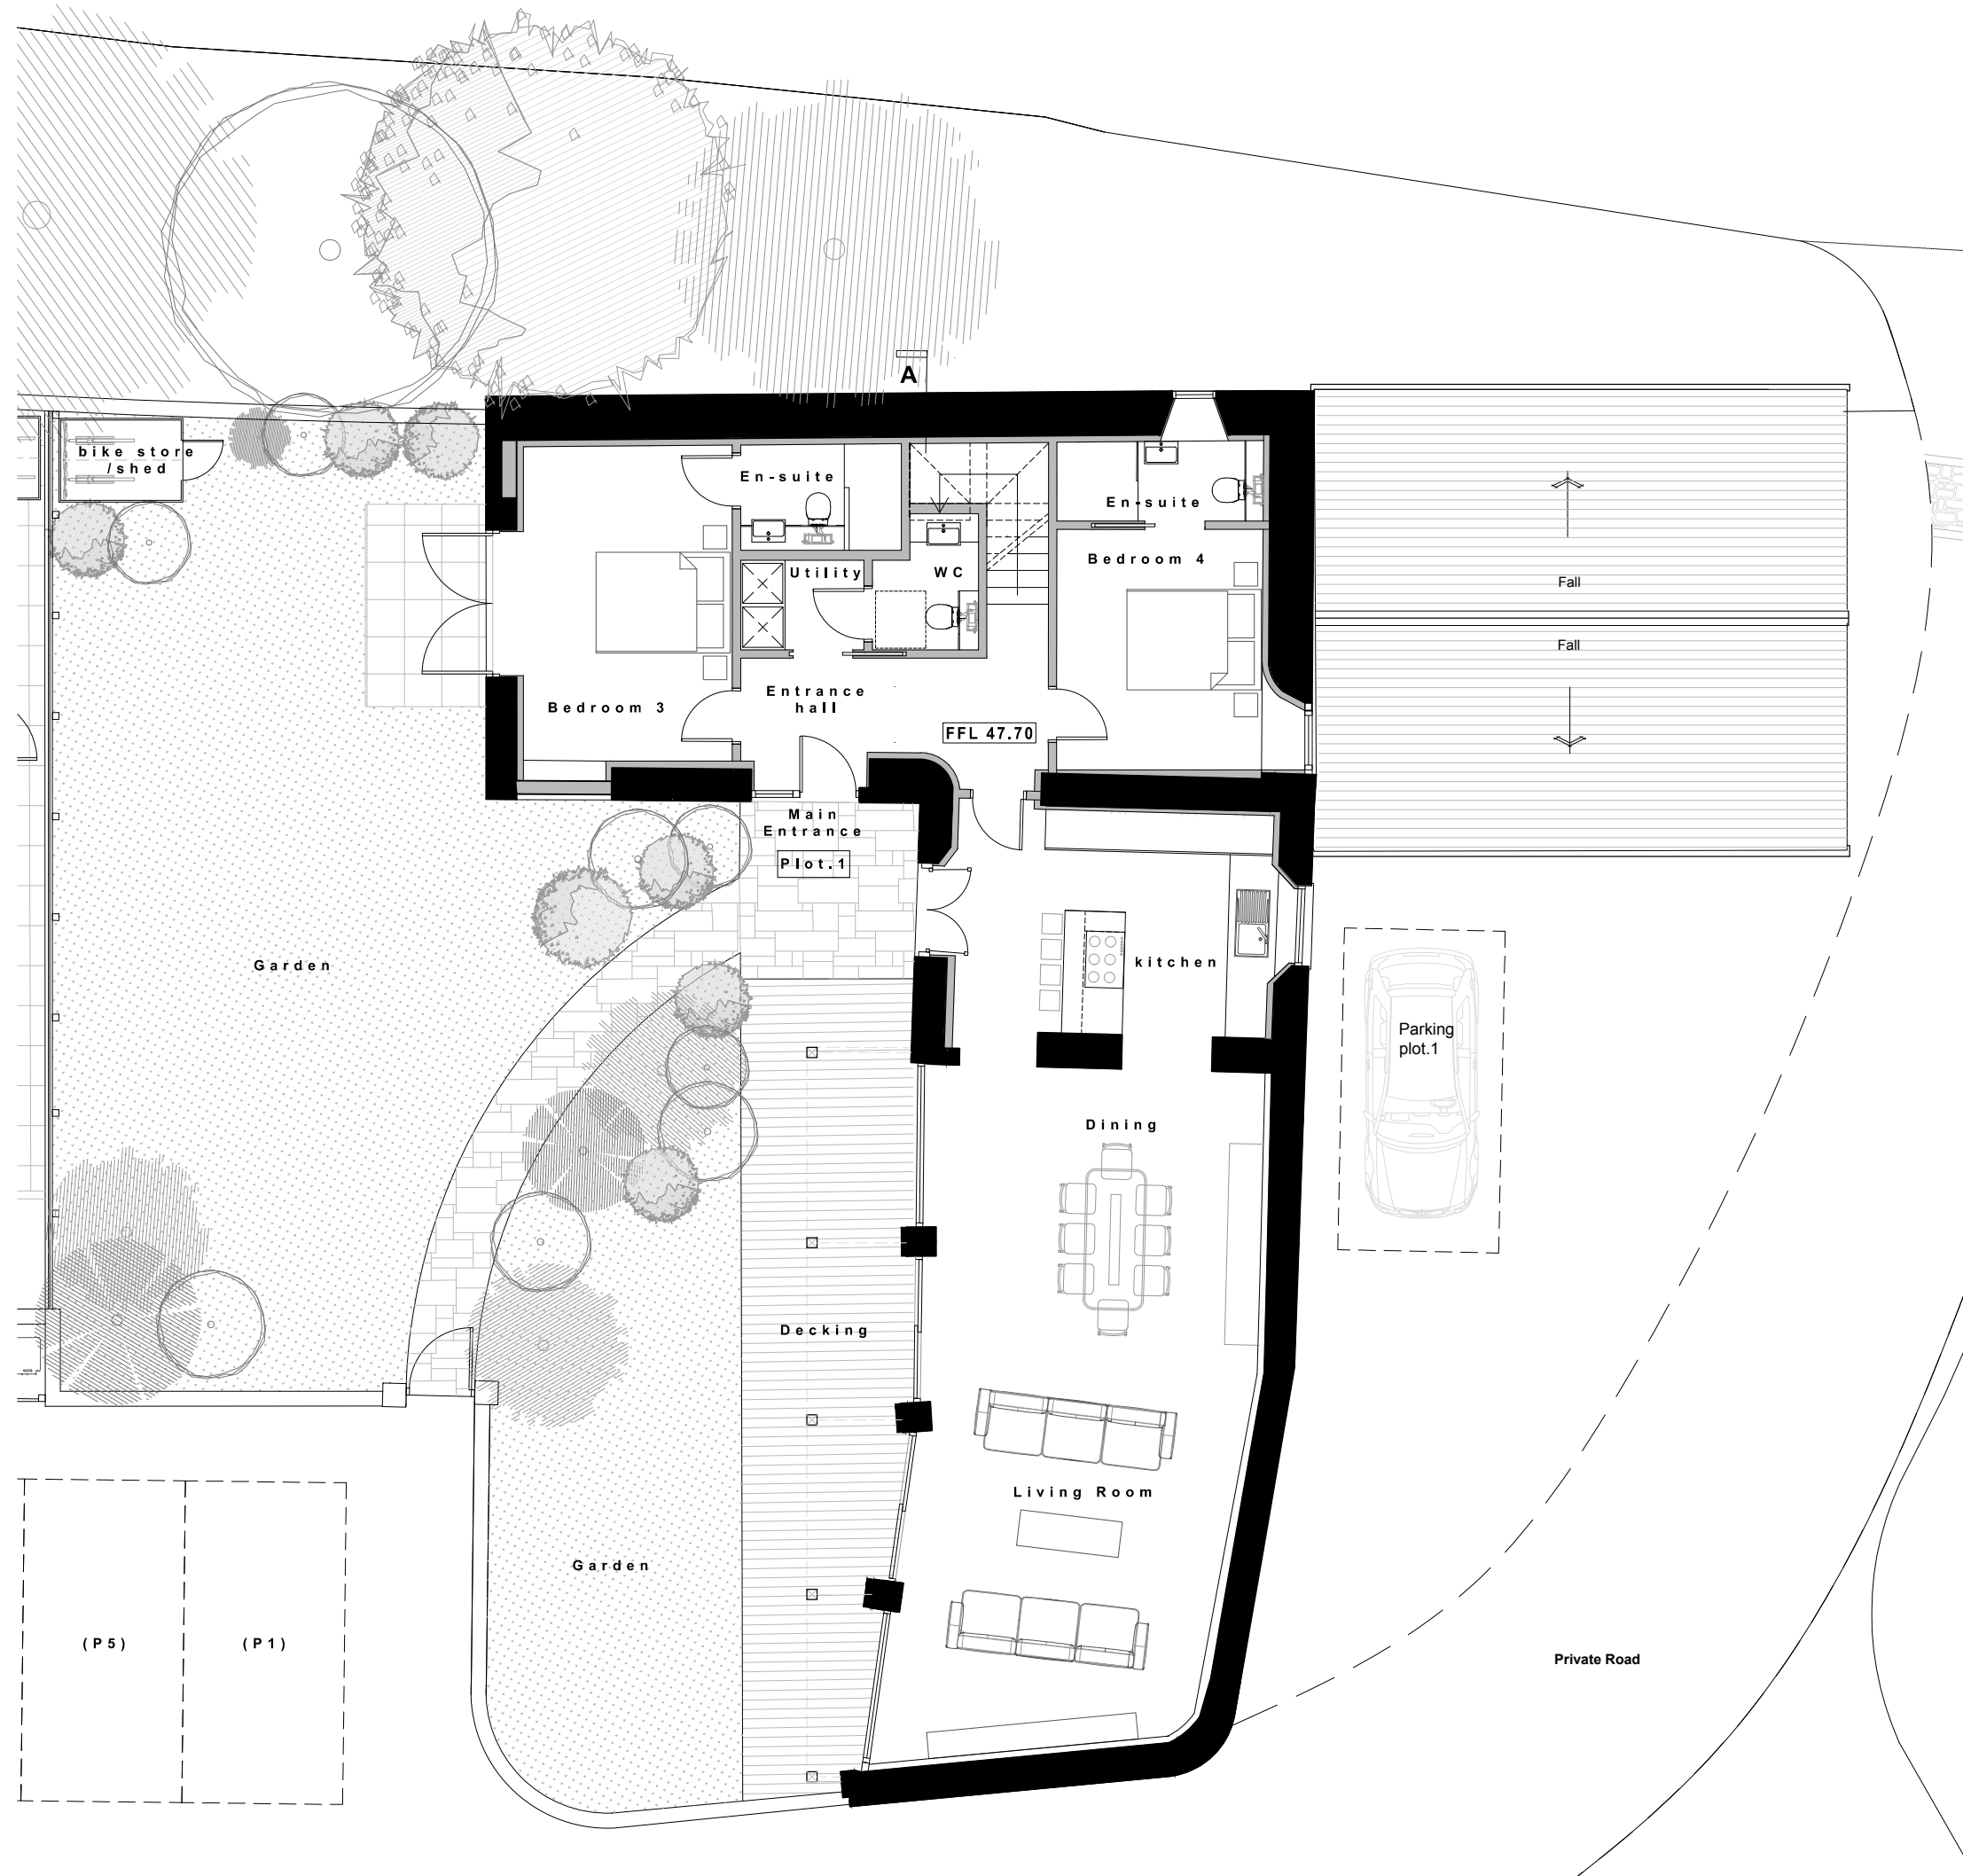 A
bike store
/shed
En-suite
En-suite
Bedroom 4
Utility
WC
Fall
Fall
Entrance
hall
Bedroom 3
FFL 47.70
Main
Entrance
Plot.1
Garden
kitchen
Parking
plot.1
Dining
Decking
Living Room
Garden
(P5)
(P1)
Private Road